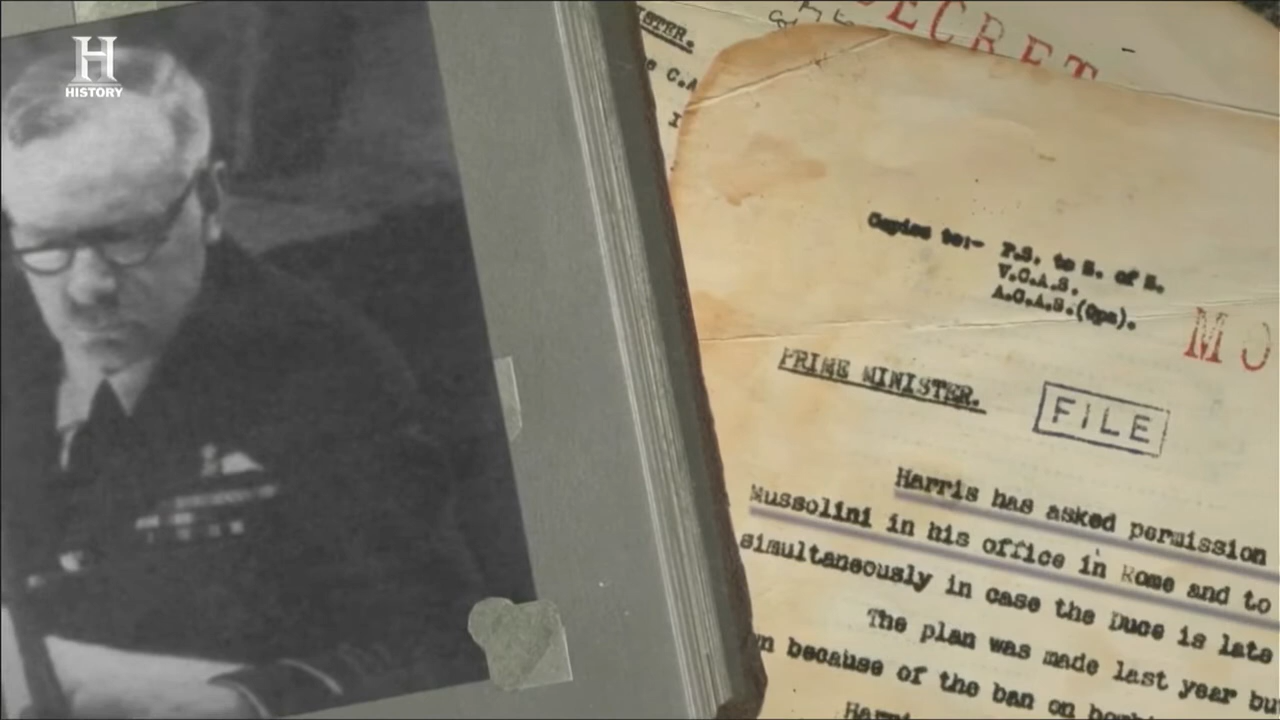 H
HISTORY
SECRET
Copies to:- P.S. to S. of S.
V.C.A.S.
A.C.A.S.(Ops).
PRIME MINISTER.
FILE
Harris has asked permission
Mussolini in his office in Rome and to
simultaneously in case the Duce is late
The plan was made last year
because of the ban on